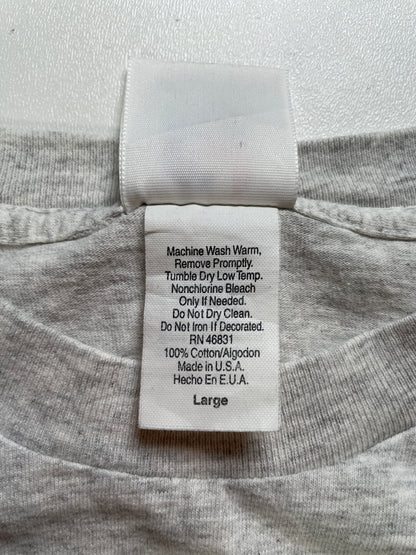 Machine Wash Warm,
Remove Promptly.
Tumble Dry Low Temp.
Nonchlorine Bleach
Only If Needed.
Do Not Dry Clean.
Do Not Iron If Decorated.
RN 46831
100% Cotton/Algodon
Made in U.S.A.
Hecho En E.U.A.
Large